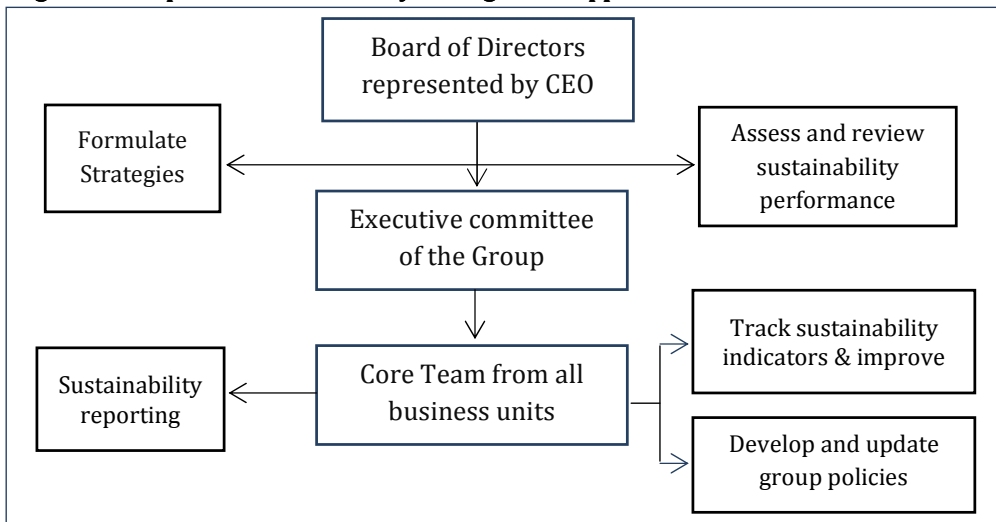 Board of Directors
represented by CEO
Formulate
Strategies
Assess and review
sustainability
performance
Executive committee
of the Group
Track sustainability
indicators & improve
Sustainability
reporting
Core Team from all
business units
Develop and update
group policies